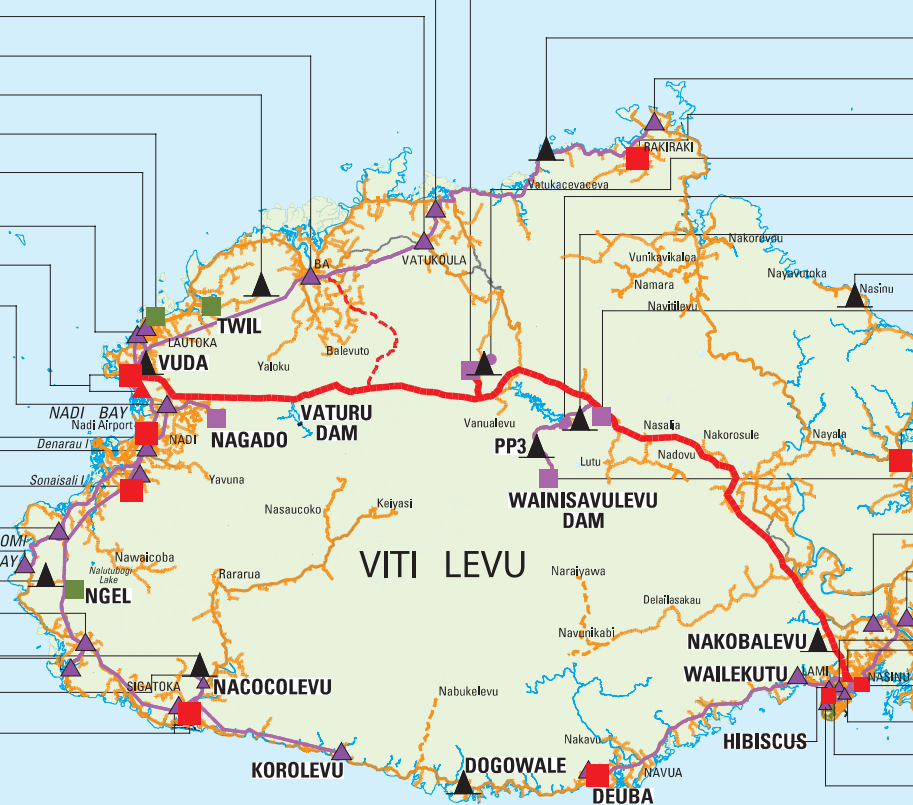 RAKIRAKI
Vatukacevaceva
Nakorovou
VATUKOULA
Vunikavikaloa
BA
Nayavutoka
Namara
Nasinu
Navitilevu
TWIL
LAUTOKA
Balevuto
VUDA
Yaloku
NADI BAY
VATURU
DAM
Nadi Airport
Vanualevu
Nasalia
Nakorosule
Nayala
NADI
NAGADO
Denarau I
PP3
Nadovu
Lutu
Sonaisali I
Yavuna
WAINISAVULEVU
DAM
Nasaucoko
Keiyasi
OMI
AY
Nawaicoba
Nalutubogi
Lake
VITI LEVU
Naraiyawa
Rararua
NGEL
Delailasakau
Navunikabi
NAKOBALEVU
WAILEKUTU
LAMI
NASINU
NACOCOLEVU
SIGATOKA
Nabukelevu
Nakavu
HIBISCUS
KOROLEVU
DOGOWALE
NAVUA
DEUBA